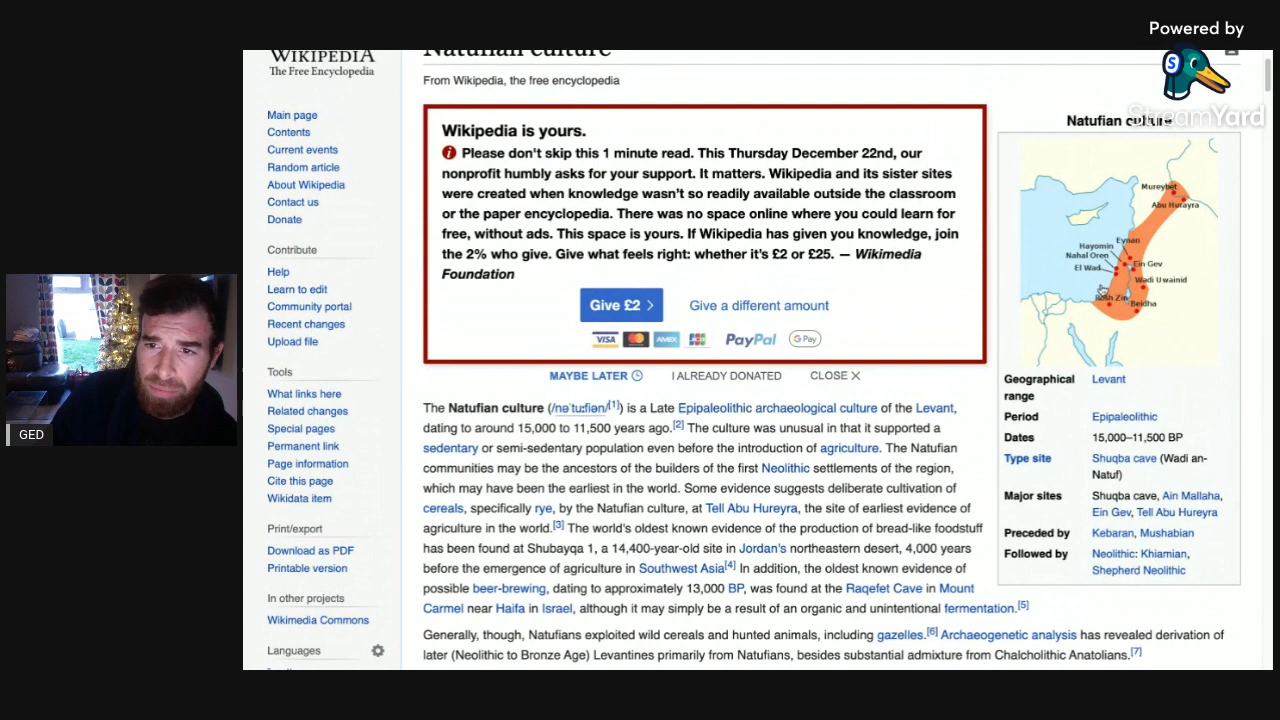 Powered by
StreamYard
Natufian culture
WIKIPEDIA
The Free Encyclopedia
From Wikipedia, the free encyclopedia
Main page
Contents
Current events
Random article
About Wikipedia
Contact us
Donate
Contribute
Help
Learn to edit
Community portal
Recent changes
Upload file
Tools
What links here
Related changes
Special pages
Permanent link
Page information
Cite this page
Wikidata item
Print/export
Download as PDF
Printable version
In other projects
Wikimedia Commons
Languages
Wikipedia is yours.
Please don't skip this 1 minute read. This Thursday December 22nd, our
nonprofit humbly asks for your support. It matters. Wikipedia and its sister sites
were created when knowledge wasn't so readily available outside the classroom
or the paper encyclopedia. There was no space online where you could learn for
free, without ads. This space is yours. If Wikipedia has given you knowledge, join
the 2% who give. Give what feels right: whether it's £2 or £25. — Wikimedia
Foundation
Give £2 Give a different amount
VISA AMEX JCB PayPal G Pay
MAYBE LATER I ALREADY DONATED CLOSE X
The Natufian culture (/nəˈtuːfiən/[1]) is a Late Epipaleolithic archaeological culture of the Levant,
dating to around 15,000 to 11,500 years ago.[2] The culture was unusual in that it supported a
sedentary or semi-sedentary population even before the introduction of agriculture. The Natufian
communities may be the ancestors of the builders of the first Neolithic settlements of the region,
which may have been the earliest in the world. Some evidence suggests deliberate cultivation of
cereals, specifically rye, by the Natufian culture, at Tell Abu Hureyra, the site of earliest evidence of
agriculture in the world.[3] The world's oldest known evidence of the production of bread-like foodstuff
has been found at Shubayqa 1, a 14,400-year-old site in Jordan's northeastern desert, 4,000 years
before the emergence of agriculture in Southwest Asia[4] In addition, the oldest known evidence of
possible beer-brewing, dating to approximately 13,000 BP, was found at the Raqefet Cave in Mount
Carmel near Haifa in Israel, although it may simply be a result of an organic and unintentional fermentation.[5]
Generally, though, Natufians exploited wild cereals and hunted animals, including gazelles.[6] Archaeogenetic analysis has revealed derivation of
later (Neolithic to Bronze Age) Levantines primarily from Natufians, besides substantial admixture from Chalcholithic Anatolians.[7]
Natufian culture
Mureybet
Abu Hurayra
Eynan
Hayomin
Nahal Oren
Ein Gev
El Wad
Wadi Uwainid
Rosh Zin
Beidha
Geographical range Levant
Period Epipaleolithic
Dates 15,000–11,500 BP
Type site Shuqba cave (Wadi an-
Natuf)
Major sites Shuqba cave, Ain Mallaha,
Ein Gev, Tell Abu Hureyra
Preceded by Kebaran, Mushabian
Followed by Neolithic: Khiamian,
Shepherd Neolithic
GED